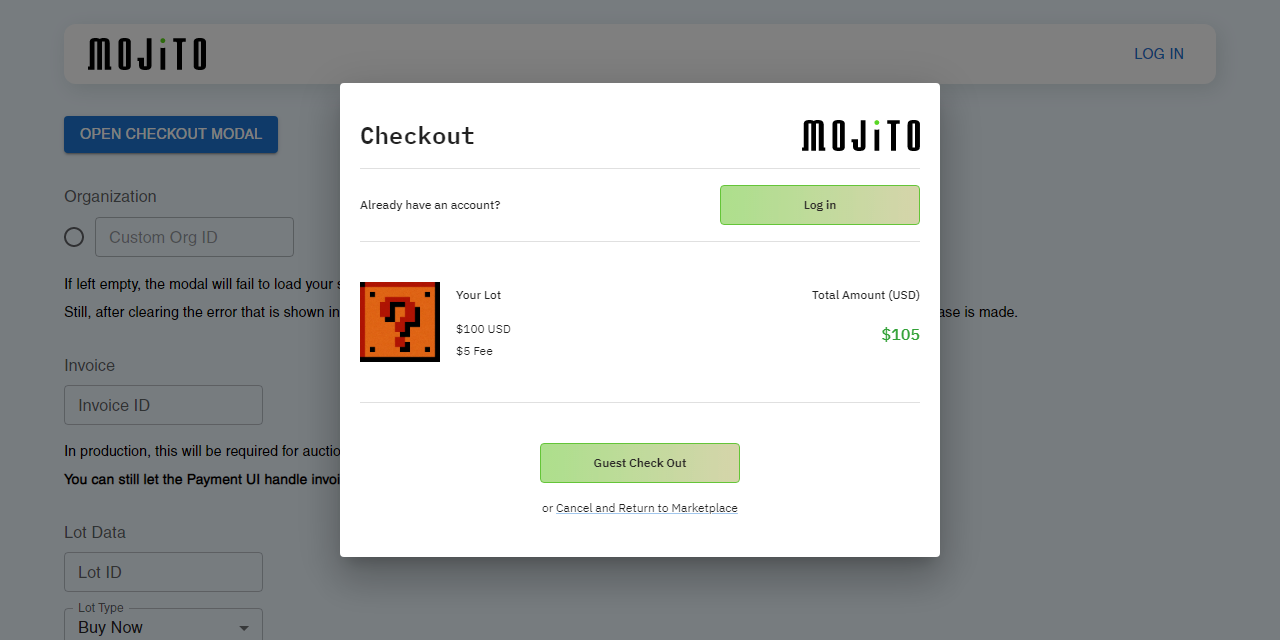 MOJiTO
LOG IN
OPEN CHECKOUT MODAL
Checkout
MOJiTO
Already have an account?
Log in
Organization
Custom Org ID
If left empty, the modal will fail to load your
Still, after clearing the error that is shown in
ase is made.
Your Lot
Total Amount (USD)
$100 USD
$105
$5 Fee
Invoice
Invoice ID
In production, this will be required for auctio
You can still let the Payment UI handle invoi
Guest Check Out
or Cancel and Return to Marketplace
Lot Data
Lot ID
Lot Type
Buy Now